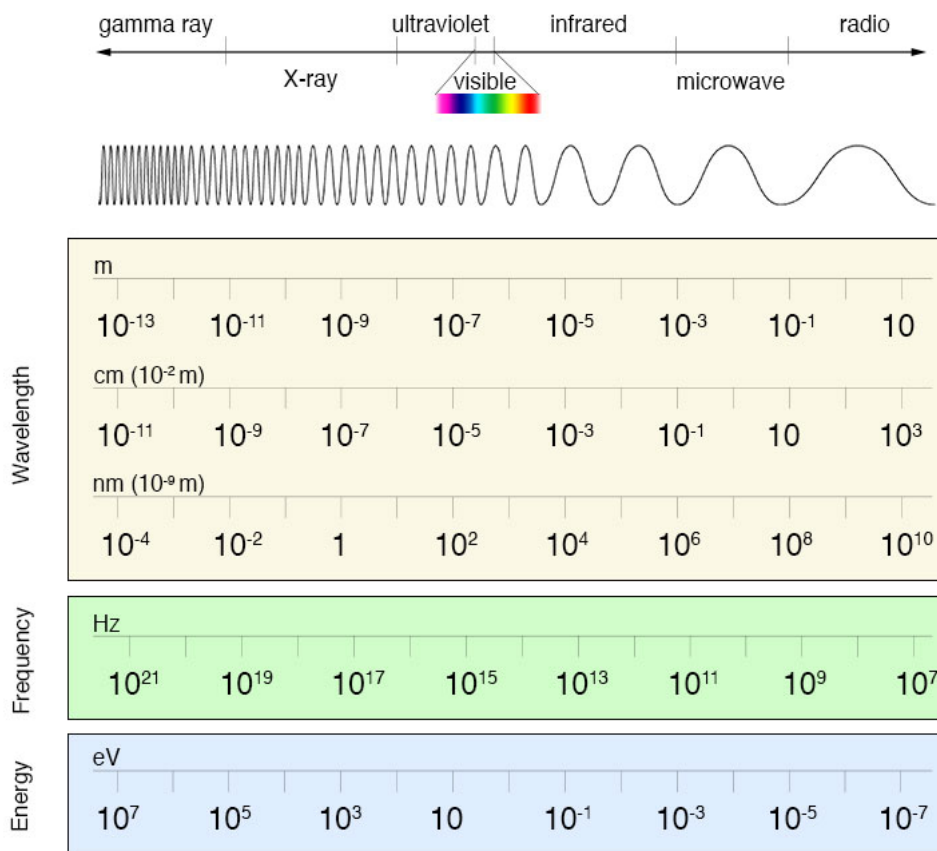 gamma ray ultraviolet infrared radio
X-ray visible microwave
Wavelength
m
10⁻¹³ 10⁻¹¹ 10⁻⁹ 10⁻⁷ 10⁻⁵ 10⁻³ 10⁻¹ 10
cm (10⁻² m)
10⁻¹¹ 10⁻⁹ 10⁻⁷ 10⁻⁵ 10⁻³ 10⁻¹ 10 10³
nm (10⁻⁹ m)
10⁻⁴ 10⁻² 1 10² 10⁴ 10⁶ 10⁸ 10¹⁰
Frequency
Hz
10²¹ 10¹⁹ 10¹⁷ 10¹⁵ 10¹³ 10¹¹ 10⁹ 10⁷
Energy
eV
10⁷ 10⁵ 10³ 10 10⁻¹ 10⁻³ 10⁻⁵ 10⁻⁷